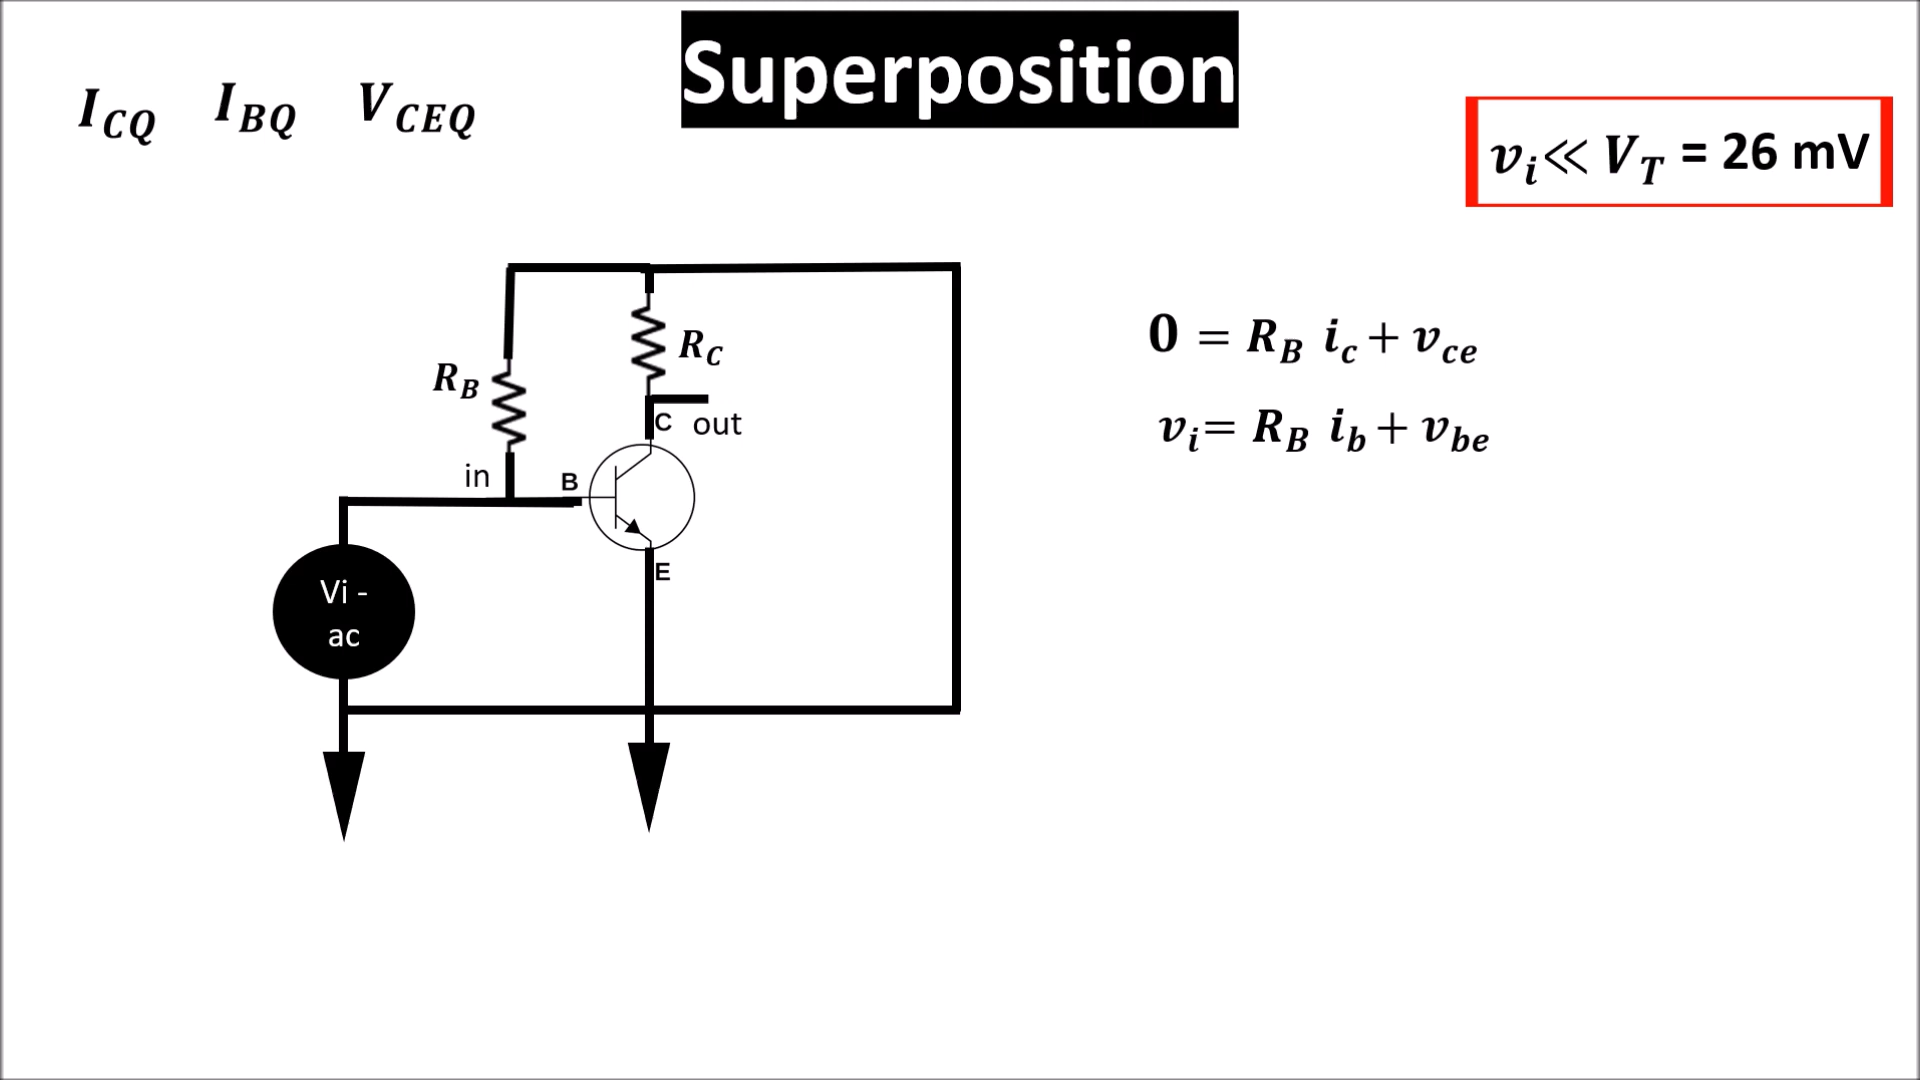 Superposition
I_CQ I_BQ V_CEQ
v_i ≪ V_T = 26 mV
R_B
R_C
C out
in
B
E
Vi -
ac
0 = R_B i_c + v_ce
v_i = R_B i_b + v_be